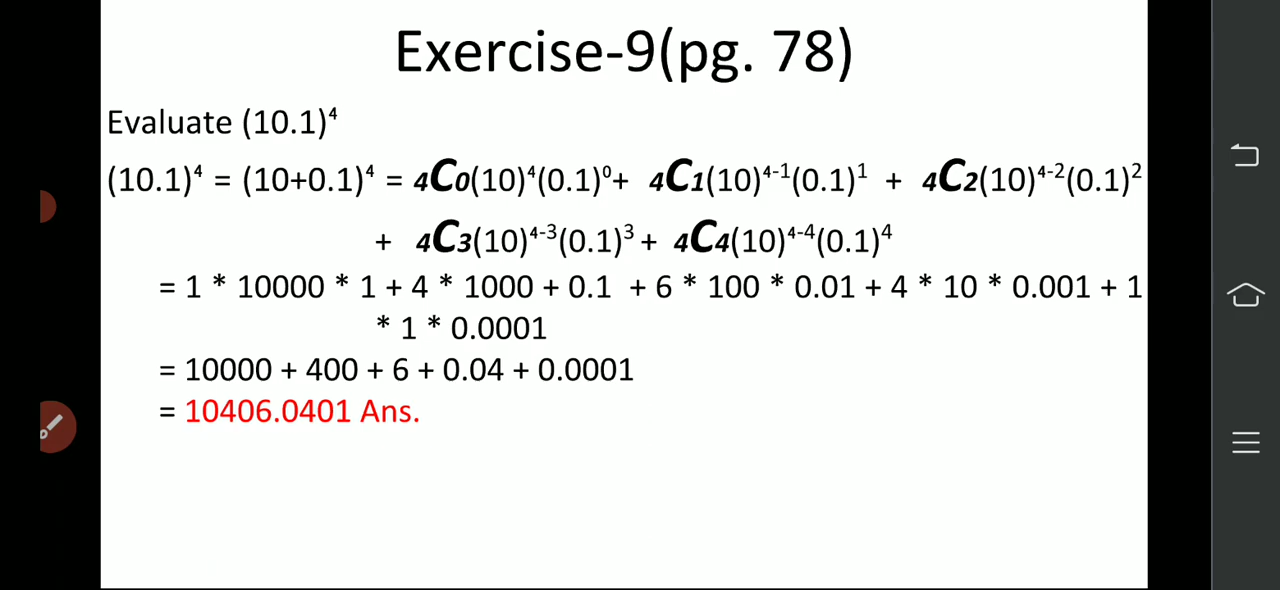 Exercise-9(pg. 78)
Evaluate (10.1)⁴
(10.1)⁴ = (10+0.1)⁴ = ₄C₀(10)⁴(0.1)⁰+ ₄C₁(10)⁴⁻¹(0.1)¹ + ₄C₂(10)⁴⁻²(0.1)²
+ ₄C₃(10)⁴⁻³(0.1)³ + ₄C₄(10)⁴⁻⁴(0.1)⁴
= 1 * 10000 * 1 + 4 * 1000 + 0.1 + 6 * 100 * 0.01 + 4 * 10 * 0.001 + 1
* 1 * 0.0001
= 10000 + 400 + 6 + 0.04 + 0.0001
= 10406.0401 Ans.